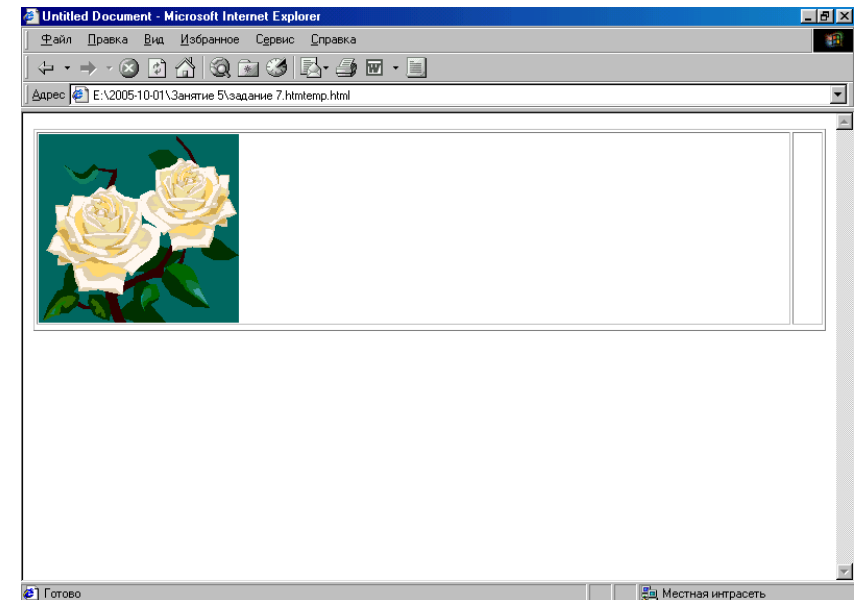 Untitled Document - Microsoft Internet Explorer
Файл Правка Вид Избранное Сервис Справка
Адрес E:\2005-10-01\Занятие 5\задание 7.htmtemp.html
Готово Местная интрасеть